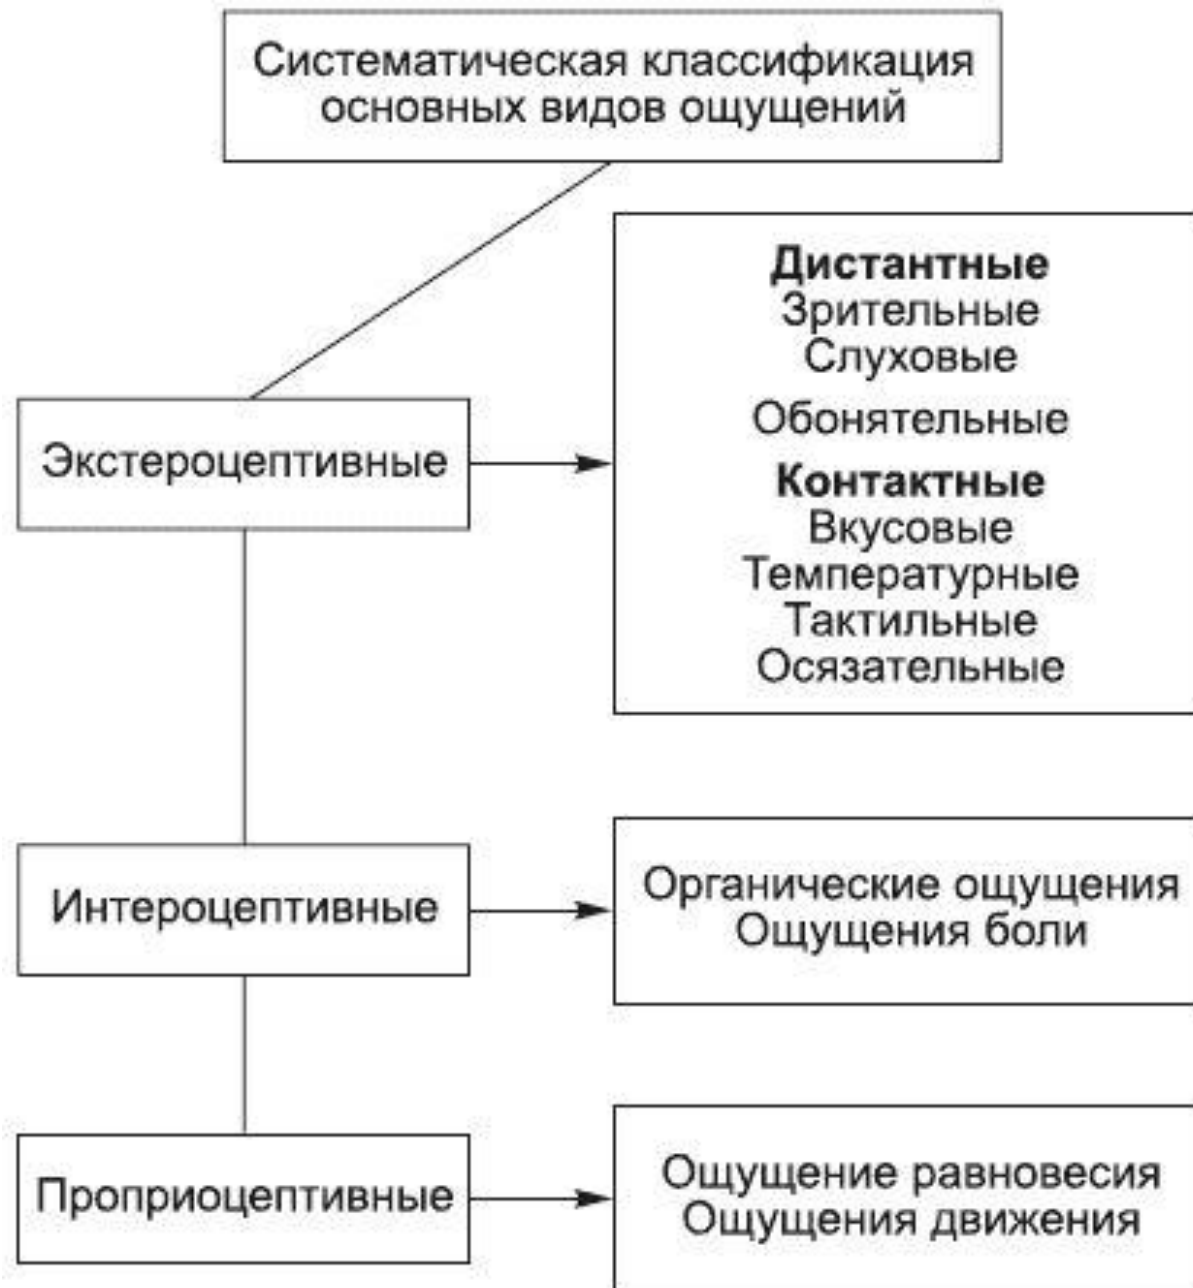 Систематическая классификация
основных видов ощущений
Экстероцептивные
Дистантные
Зрительные
Слуховые
Обонятельные
Контактные
Вкусовые
Температурные
Тактильные
Осязательные
Интероцептивные
Органические ощущения
Ощущения боли
Проприоцептивные
Ощущение равновесия
Ощущения движения